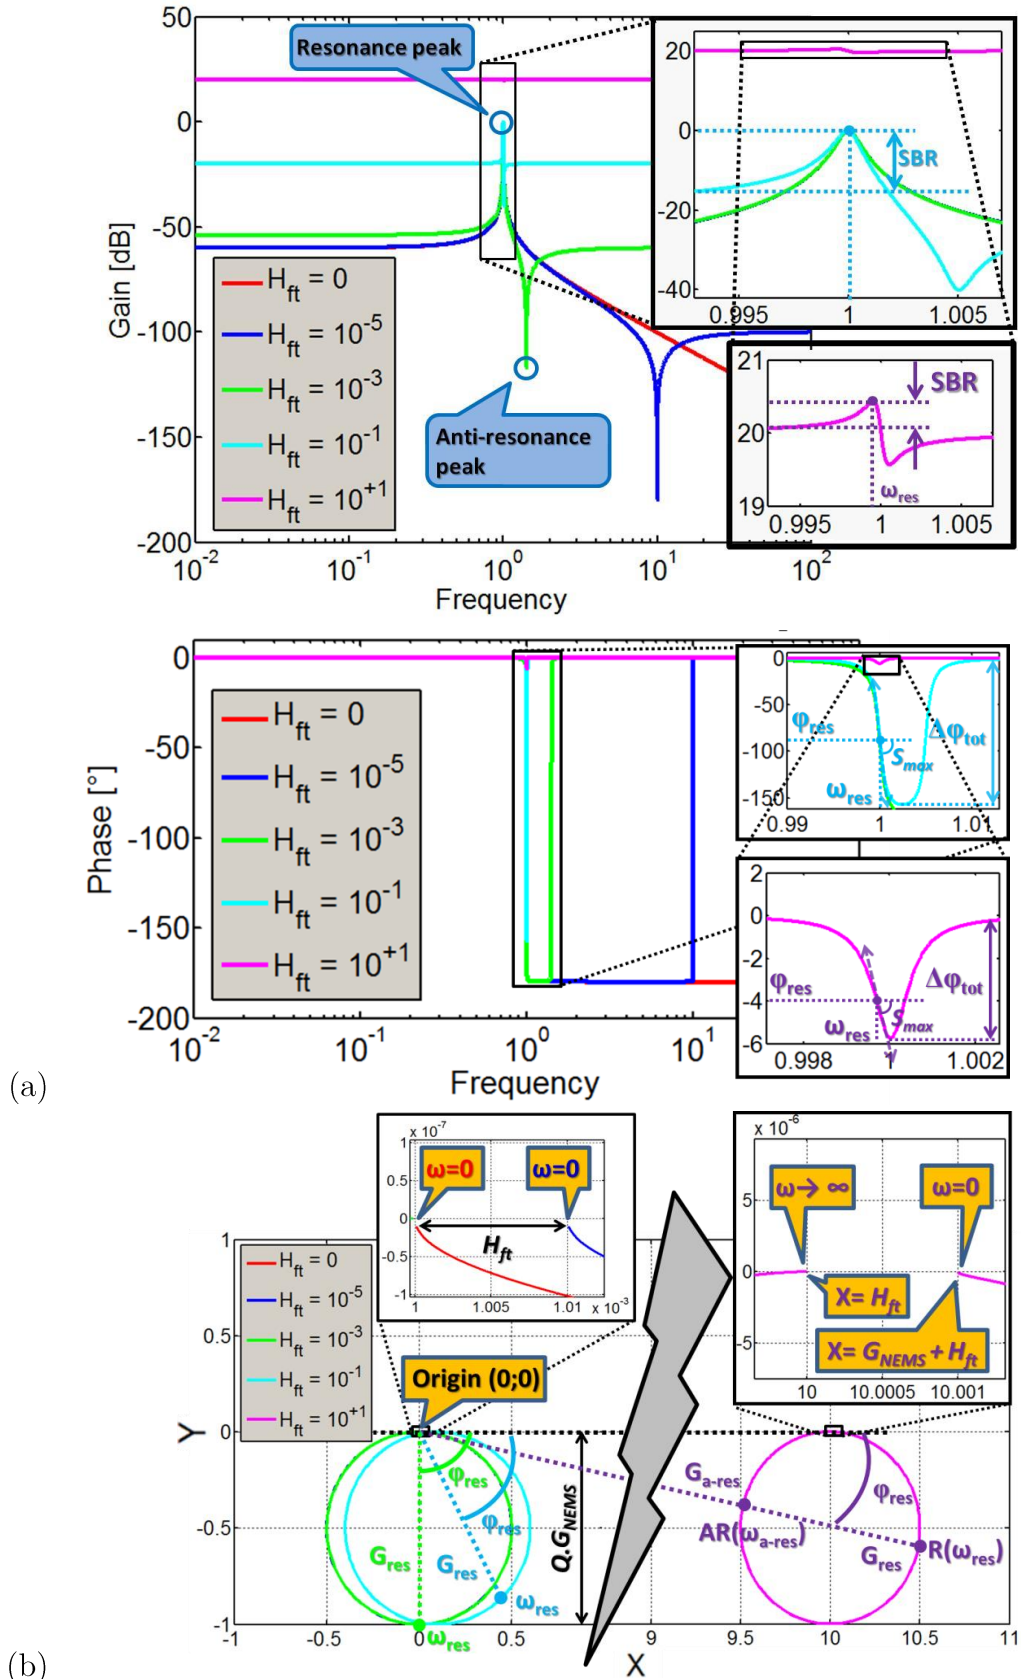 50
0
-50
-100
-150
-200
Gain [dB]
10^-2
10^-1
10^0
10^1
10^2
Frequency
Resonance peak
Anti-resonance
peak
H_ft = 0
H_ft = 10^-5
H_ft = 10^-3
H_ft = 10^-1
H_ft = 10^+1
20
0
-20
-40
0.995
1
1.005
SBR
21
20
19
0.995
1
1.005
SBR
ω_res
0
-50
-100
-150
-200
Phase [°]
10^-2
10^-1
10^0
10^1
Frequency
H_ft = 0
H_ft = 10^-5
H_ft = 10^-3
H_ft = 10^-1
H_ft = 10^+1
0
-50
-100
-150
0.99
1
1.01
φ_res
Δφ_tot
S_max
ω_res
2
0
-2
-4
-6
0.998
1
1.002
φ_res
Δφ_tot
S_max
ω_res
(a)
x 10^-7
1
0.5
0
-0.5
-1
ω=0
ω=0
H_ft
1
1.005
1.01
x 10^-3
x 10^-6
5
0
-5
ω→ ∞
ω=0
X= H_ft
X= G_NEMS + H_ft
10
10.0005
10.001
1
0.5
0
-0.5
-1
Y
H_ft = 0
H_ft = 10^-5
H_ft = 10^-3
H_ft = 10^-1
H_ft = 10^+1
Origin (0;0)
φ_res
φ_res
G_res
G_res
ω_res
ω_res
Q.G_NEMS
G_a-res
φ_res
AR(ω_a-res)
G_res
R(ω_res)
-1
-0.5
0
0.5
9
9.5
10
10.5
11
X
(b)